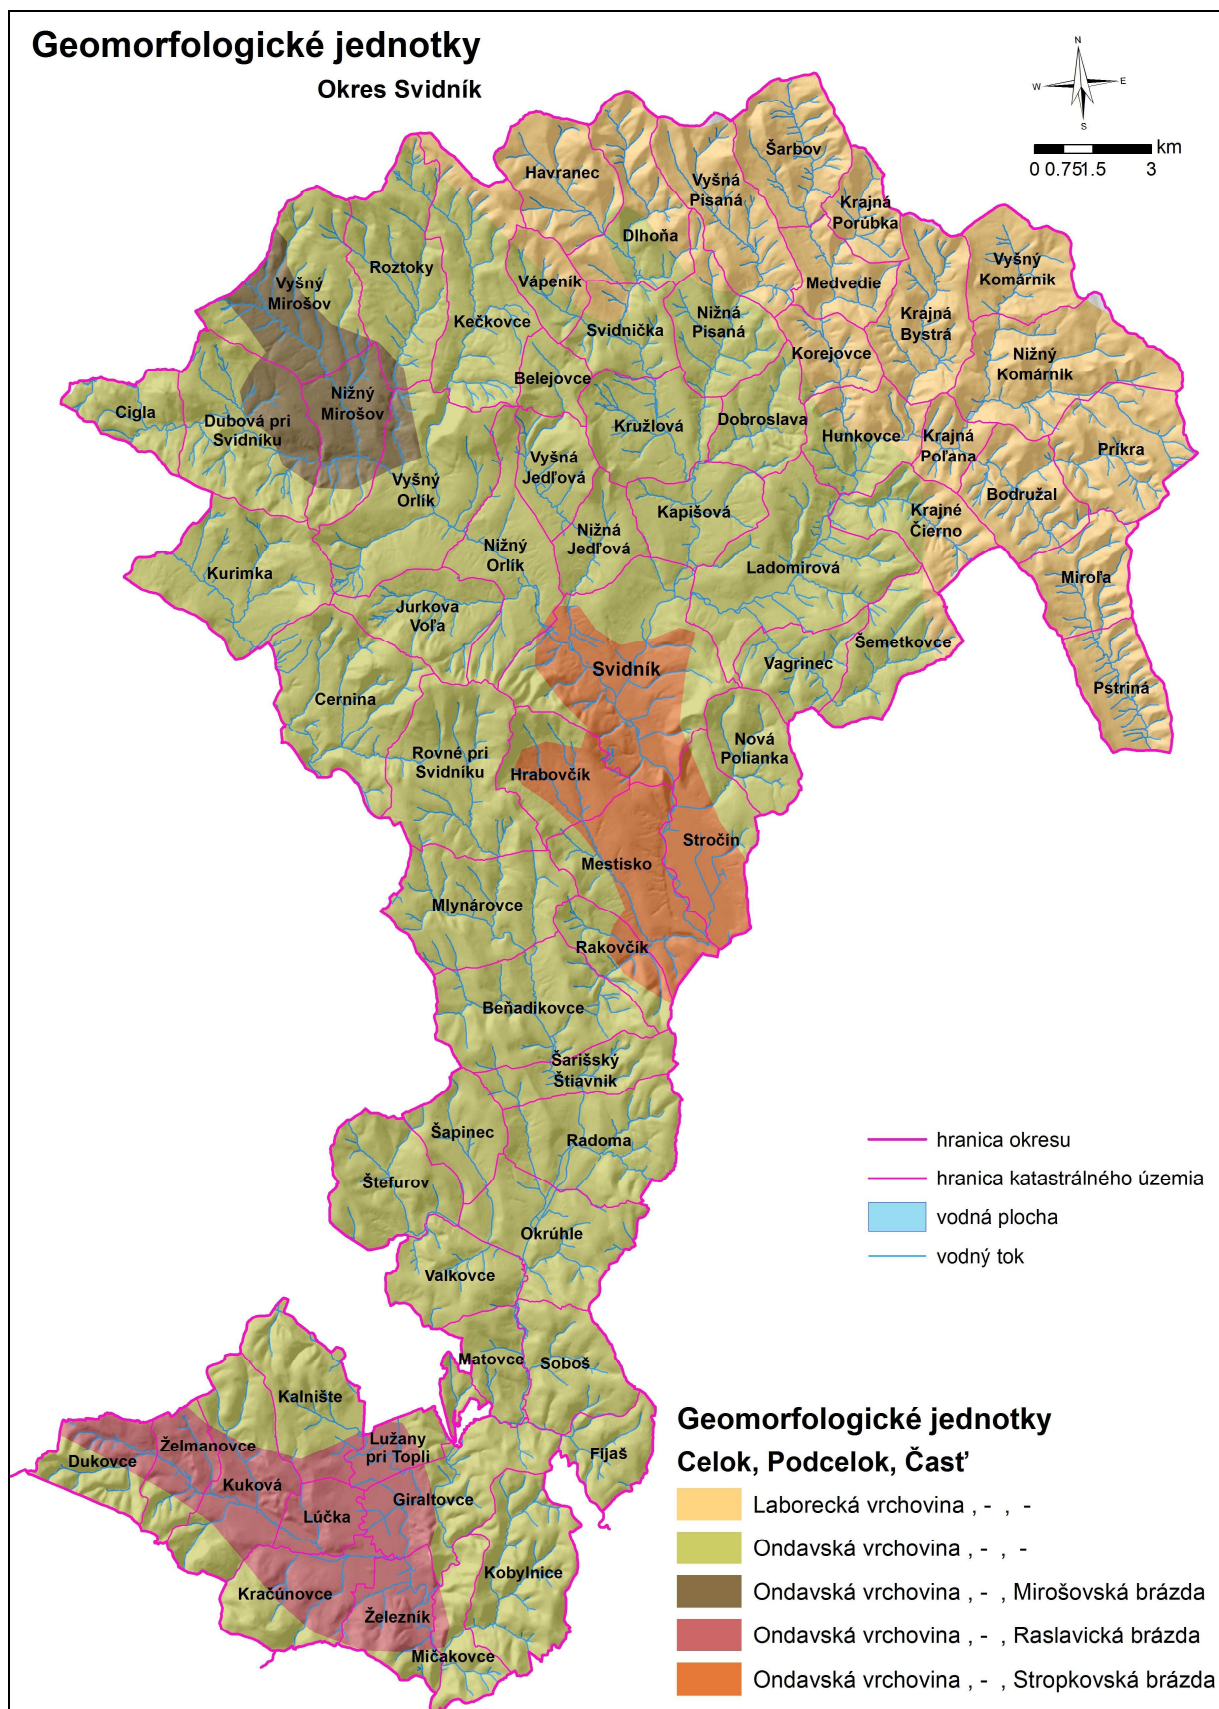 Geomorfologické jednotky
Okres Svidník
N
W
E
S
km
0 0.75 1.5 3
Šarbov
Havranec
Vyšná
Pisaná
Krajná
Porúbka
Dlhoňa
Vyšný
Komárnik
Roztoky
Vyšný
Mirošov
Vápeník
Medvedie
Krajná
Bystrá
Kečkovce
Svidnička
Nižná
Pisaná
Korejovce
Nižný
Komárnik
Belejovce
Nižný
Mirošov
Cigla
Dubová pri
Svidníku
Kružlová
Dobroslava
Hunkovce
Krajná
Poľana
Príkra
Vyšná
Jedľová
Vyšný
Orlík
Bodružal
Kapišová
Krajné
Čierno
Nižná
Jedľová
Nižný
Orlík
Kurimka
Ladomirová
Miroľa
Jurkova
Voľa
Šemetkovce
Vagrinec
Svidník
Pstriná
Cernina
Nová
Polianka
Rovné pri
Svidníku
Hrabovčík
Stročín
Mestisko
Mlynárovce
Rakovčík
Beňadikovce
Šarišský
Štiavnik
Šapinec
Radoma
Štefurov
Okrúhle
Valkovce
Matovce
Soboš
Kalnište
Lužany
pri Topli
Želmanovce
Dukovce
Fijaš
Kuková
Giraltovce
Lúčka
Kobylnice
Kračúnovce
Železník
Mičakovce
hranica okresu
hranica katastrálného územia
vodná plocha
vodný tok
Geomorfologické jednotky
Celok, Podcelok, Časť
Laborecká vrchovina , - , -
Ondavská vrchovina , - , -
Ondavská vrchovina , - , Mirošovská brázda
Ondavská vrchovina , - , Raslavická brázda
Ondavská vrchovina , - , Stropkovská brázda